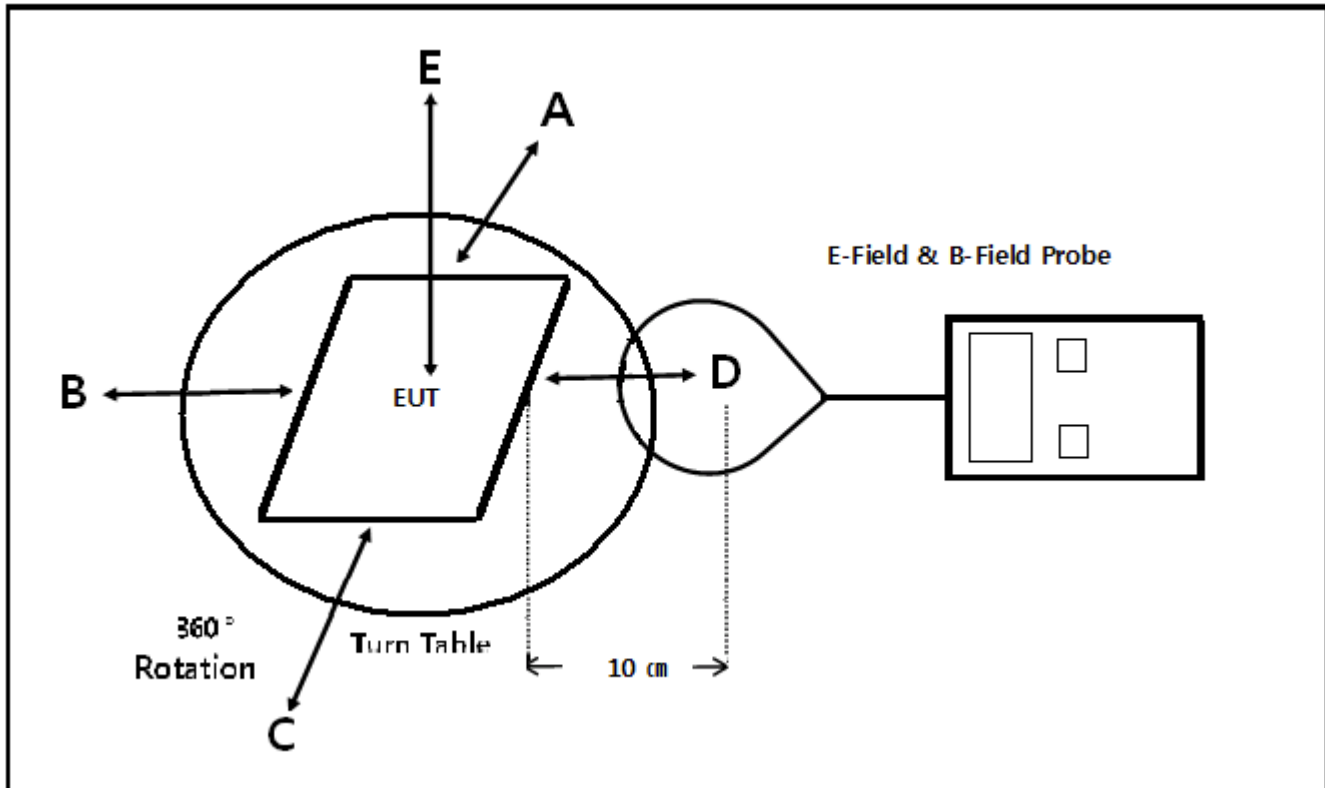 E
A
E-Field & B-Field Probe
B
EUT
D
360°
Rotation
Turn Table
10 ㎝
C